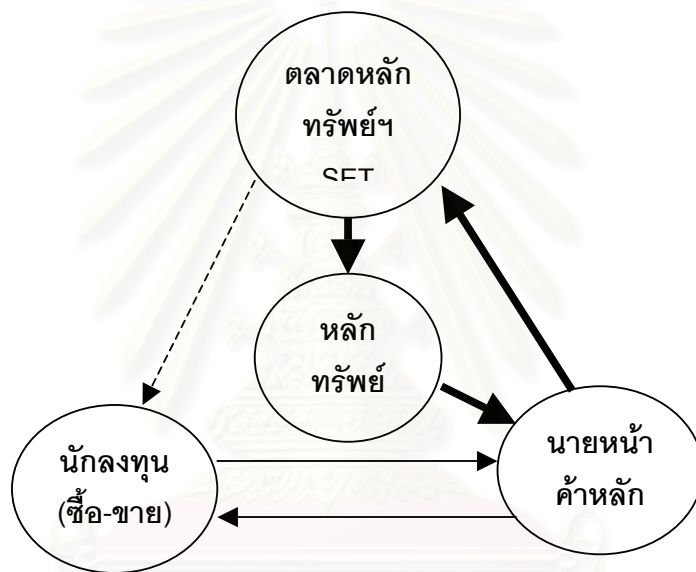 ตลาดหลัก
ทรัพย์ฯ
SET
หลัก
ทรัพย์
นักลงทุน
(ซื้อ-ขาย)
นายหน้า
ค้าหลัก